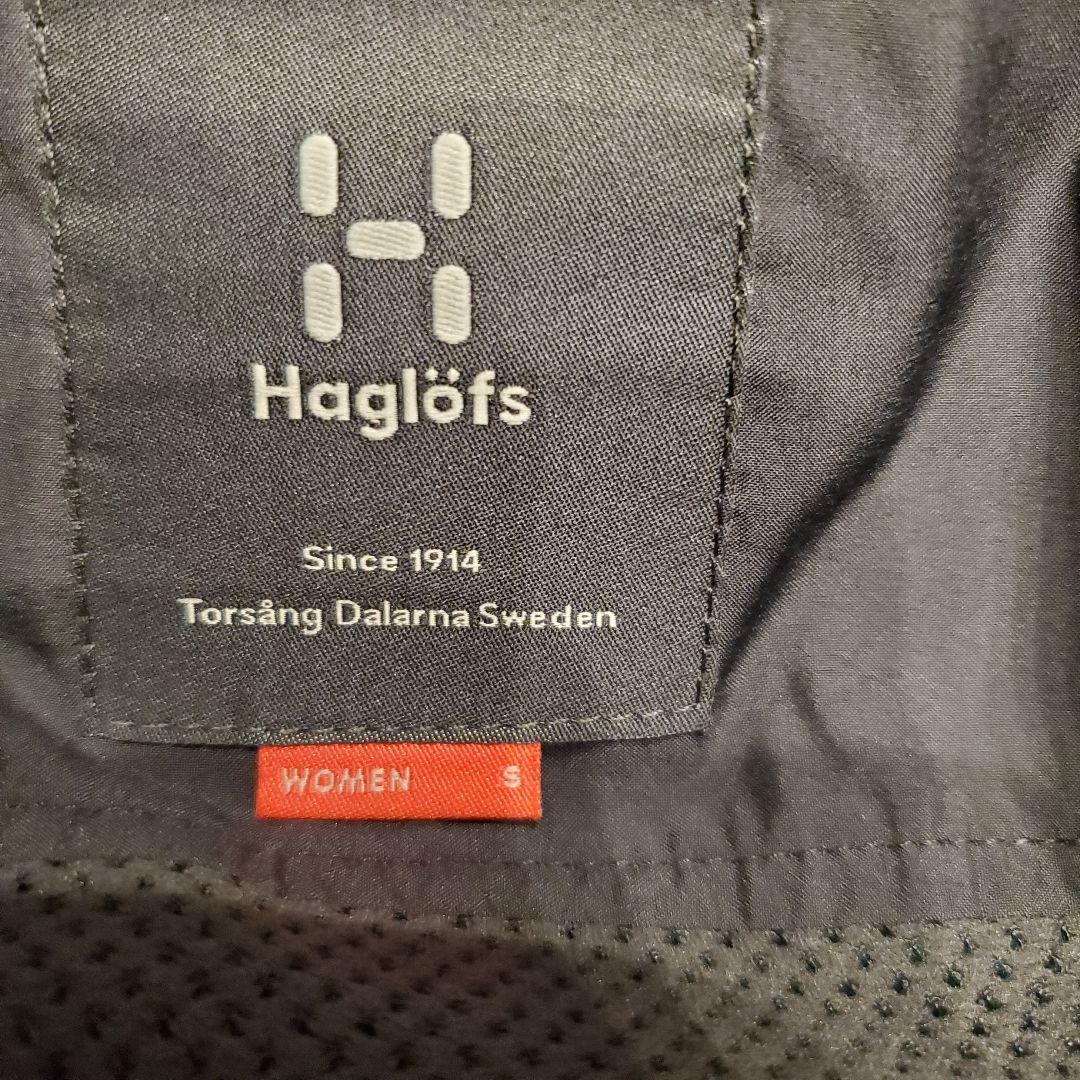 Haglöfs
Since 1914
Torsång Dalarna Sweden
WOMEN S